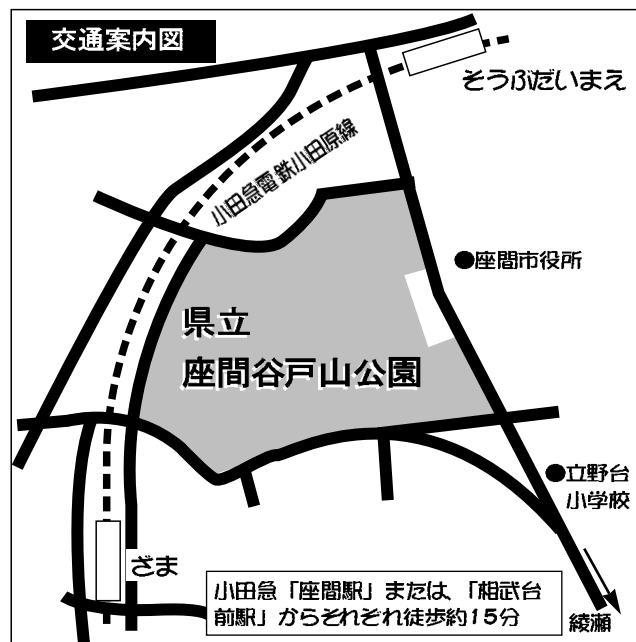 交通案内図
そうぶだいまえ
小田急電鉄小田原線
●座間市役所
県立
座間谷戸山公園
●立野台
小学校
ざま
小田急「座間駅」または、「相武台
前駅」からそれぞれ徒歩約15分
綾瀬